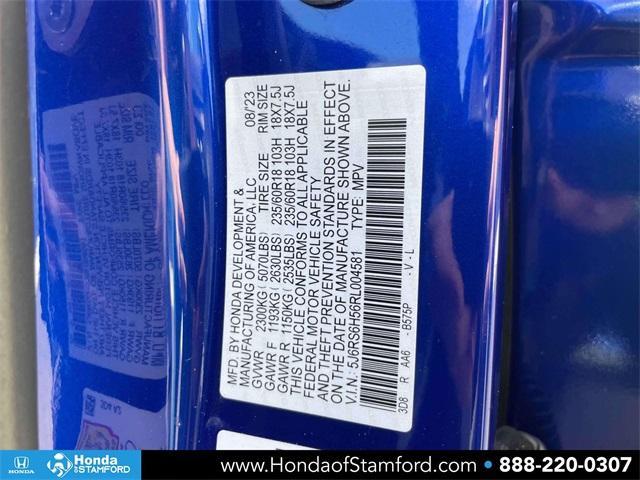 MFD. BY HONDA DEVELOPMENT & 08/23
MANUFACTURING OF AMERICA, LLC
GVWR 2300KG ( 5070LBS) TIRE SIZE RIM SIZE
GAWR F 1193KG ( 2630LBS) 235/60R18 103H 18X7.5J
GAWR R 1150KG ( 2535LBS) 235/60R18 103H 18X7.5J
THIS VEHICLE CONFORMS TO ALL APPLICABLE
FEDERAL MOTOR VEHICLE SAFETY
AND THEFT PREVENTION STANDARDS IN EFFECT
ON THE DATE OF MANUFACTURE SHOWN ABOVE.
V.I.N.: 5J6RS6H56RL004581 TYPE: MPV
3D8 R AA6 - B575P - V - L
HONDA
Honda
OF STAMFORD
www.HondaofStamford.com • 888-220-0307